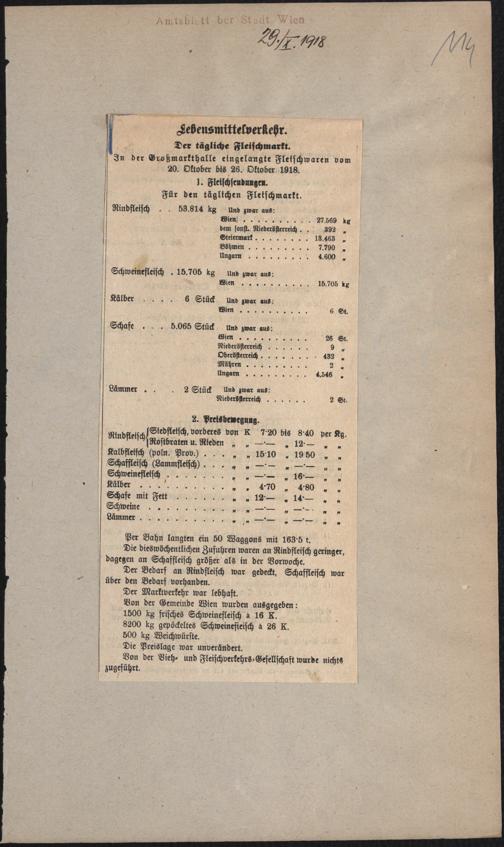 Amtsblatt der Stadt Wien
29./X. 1918
114
Lebensmittelverkehr.
Der tägliche Fleischmarkt.
In der Großmarkthalle eingelangte Fleischwaren vom
20. Oktober bis 26. Oktober 1918.
1. Fleischsendungen.
Für den täglichen Fleischmarkt.
Rindfleisch . . 53.814 kg Und zwar aus:
Wien . . . . . . . . . . 27.569 kg
dem sonst. Niederösterreich . . 392 „
Steiermark . . . . . . . . 13.463 „
Böhmen . . . . . . . . . 7.790 „
Ungarn . . . . . . . . . 4.600 „
Schweinefleisch . 15.705 kg Und zwar aus:
Wien . . . . . . . . . . 15.705 kg
Kälber . . . . 6 Stück Und zwar aus:
Wien . . . . . . . . . . 6 St.
Schafe . . . . 5.065 Stück Und zwar aus:
Wien . . . . . . . . . . 26 St.
Niederösterreich . . . . . . 9 „
Oberösterreich . . . . . . . 432 „
Mähren . . . . . . . . . 2 „
Ungarn . . . . . . . . . 4.546 „
Lämmer . . . . 2 Stück Und zwar aus:
Niederösterreich . . . . . . 2 St.
2. Preisbewegung.
Rindfleisch { Siedfleisch, vorderes von K 7·20 bis 8·40 per Kg.
Rostbraten u. Rieden „ „ —·— „ 12·— „ „
Kalbfleisch (poln. Prov.) . . . „ „ 15·10 „ 19·50 „ „
Schaffleisch (Lammfleisch) . . . „ „ —·— „ —·— „ „
Schweinefleisch . . . . . . . „ „ —·— „ 16·— „ „
Kälber . . . . . . . . . . „ „ 4·70 „ 4·80 „ „
Schafe mit Fett . . . . . . . „ „ 12·— „ 14·— „ „
Schweine . . . . . . . . . „ „ —·— „ —·— „ „
Lämmer . . . . . . . . . . „ „ —·— „ —·— „ „
Per Bahn langten ein 50 Waggons mit 163·5 t.
Die dieswöchentlichen Zufuhren waren an Rindfleisch geringer,
dagegen an Schaffleisch größer als in der Vorwoche.
Der Bedarf an Rindfleisch war gedeckt, Schaffleisch war
über den Bedarf vorhanden.
Der Marktverkehr war lebhaft.
Von der Gemeinde Wien wurden ausgegeben:
1500 kg frisches Schweinefleisch à 16 K.
8200 kg gepökeltes Schweinefleisch à 26 K.
500 kg Weichwürste.
Die Preislage war unverändert.
Von der Vieh- und Fleischverkehrs-Gesellschaft wurde nichts
zugeführt.